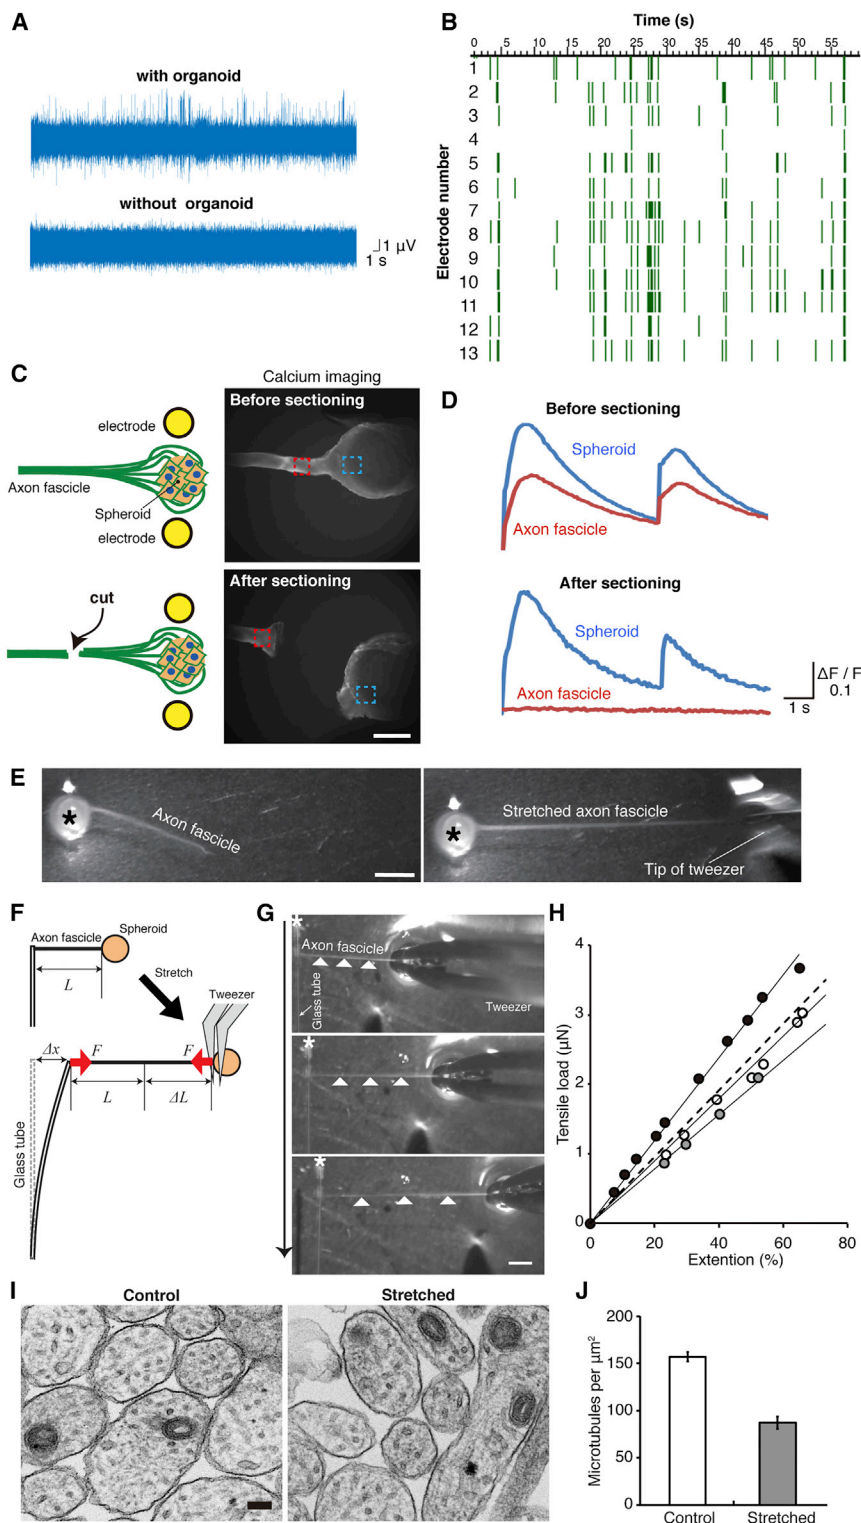 A
with organoid
without organoid
1 µV
1 s
B
Time (s)
0 5 10 15 20 25 30 35 40 45 50 55
Electrode number
1
2
3
4
5
6
7
8
9
10
11
12
13
C
Calcium imaging
Before sectioning
electrode
Axon fascicle
Spheroid
electrode
After sectioning
cut
D
Before sectioning
Spheroid
Axon fascicle
After sectioning
Spheroid
Axon fascicle
ΔF / F
0.1
1 s
E
*
Axon fascicle
*
Stretched axon fascicle
Tip of tweezer
F
Axon fascicle
Spheroid
L
Stretch
Tweezer
Δx
F
F
L
ΔL
Glass tube
G
*
Axon fascicle
Glass tube
Tweezer
*
*
H
Tensile load (µN)
4
3
2
1
0
0 20 40 60 80
Extention (%)
I
Control
Stretched
J
Microtubules per µm²
200
150
100
50
0
Control Stretched